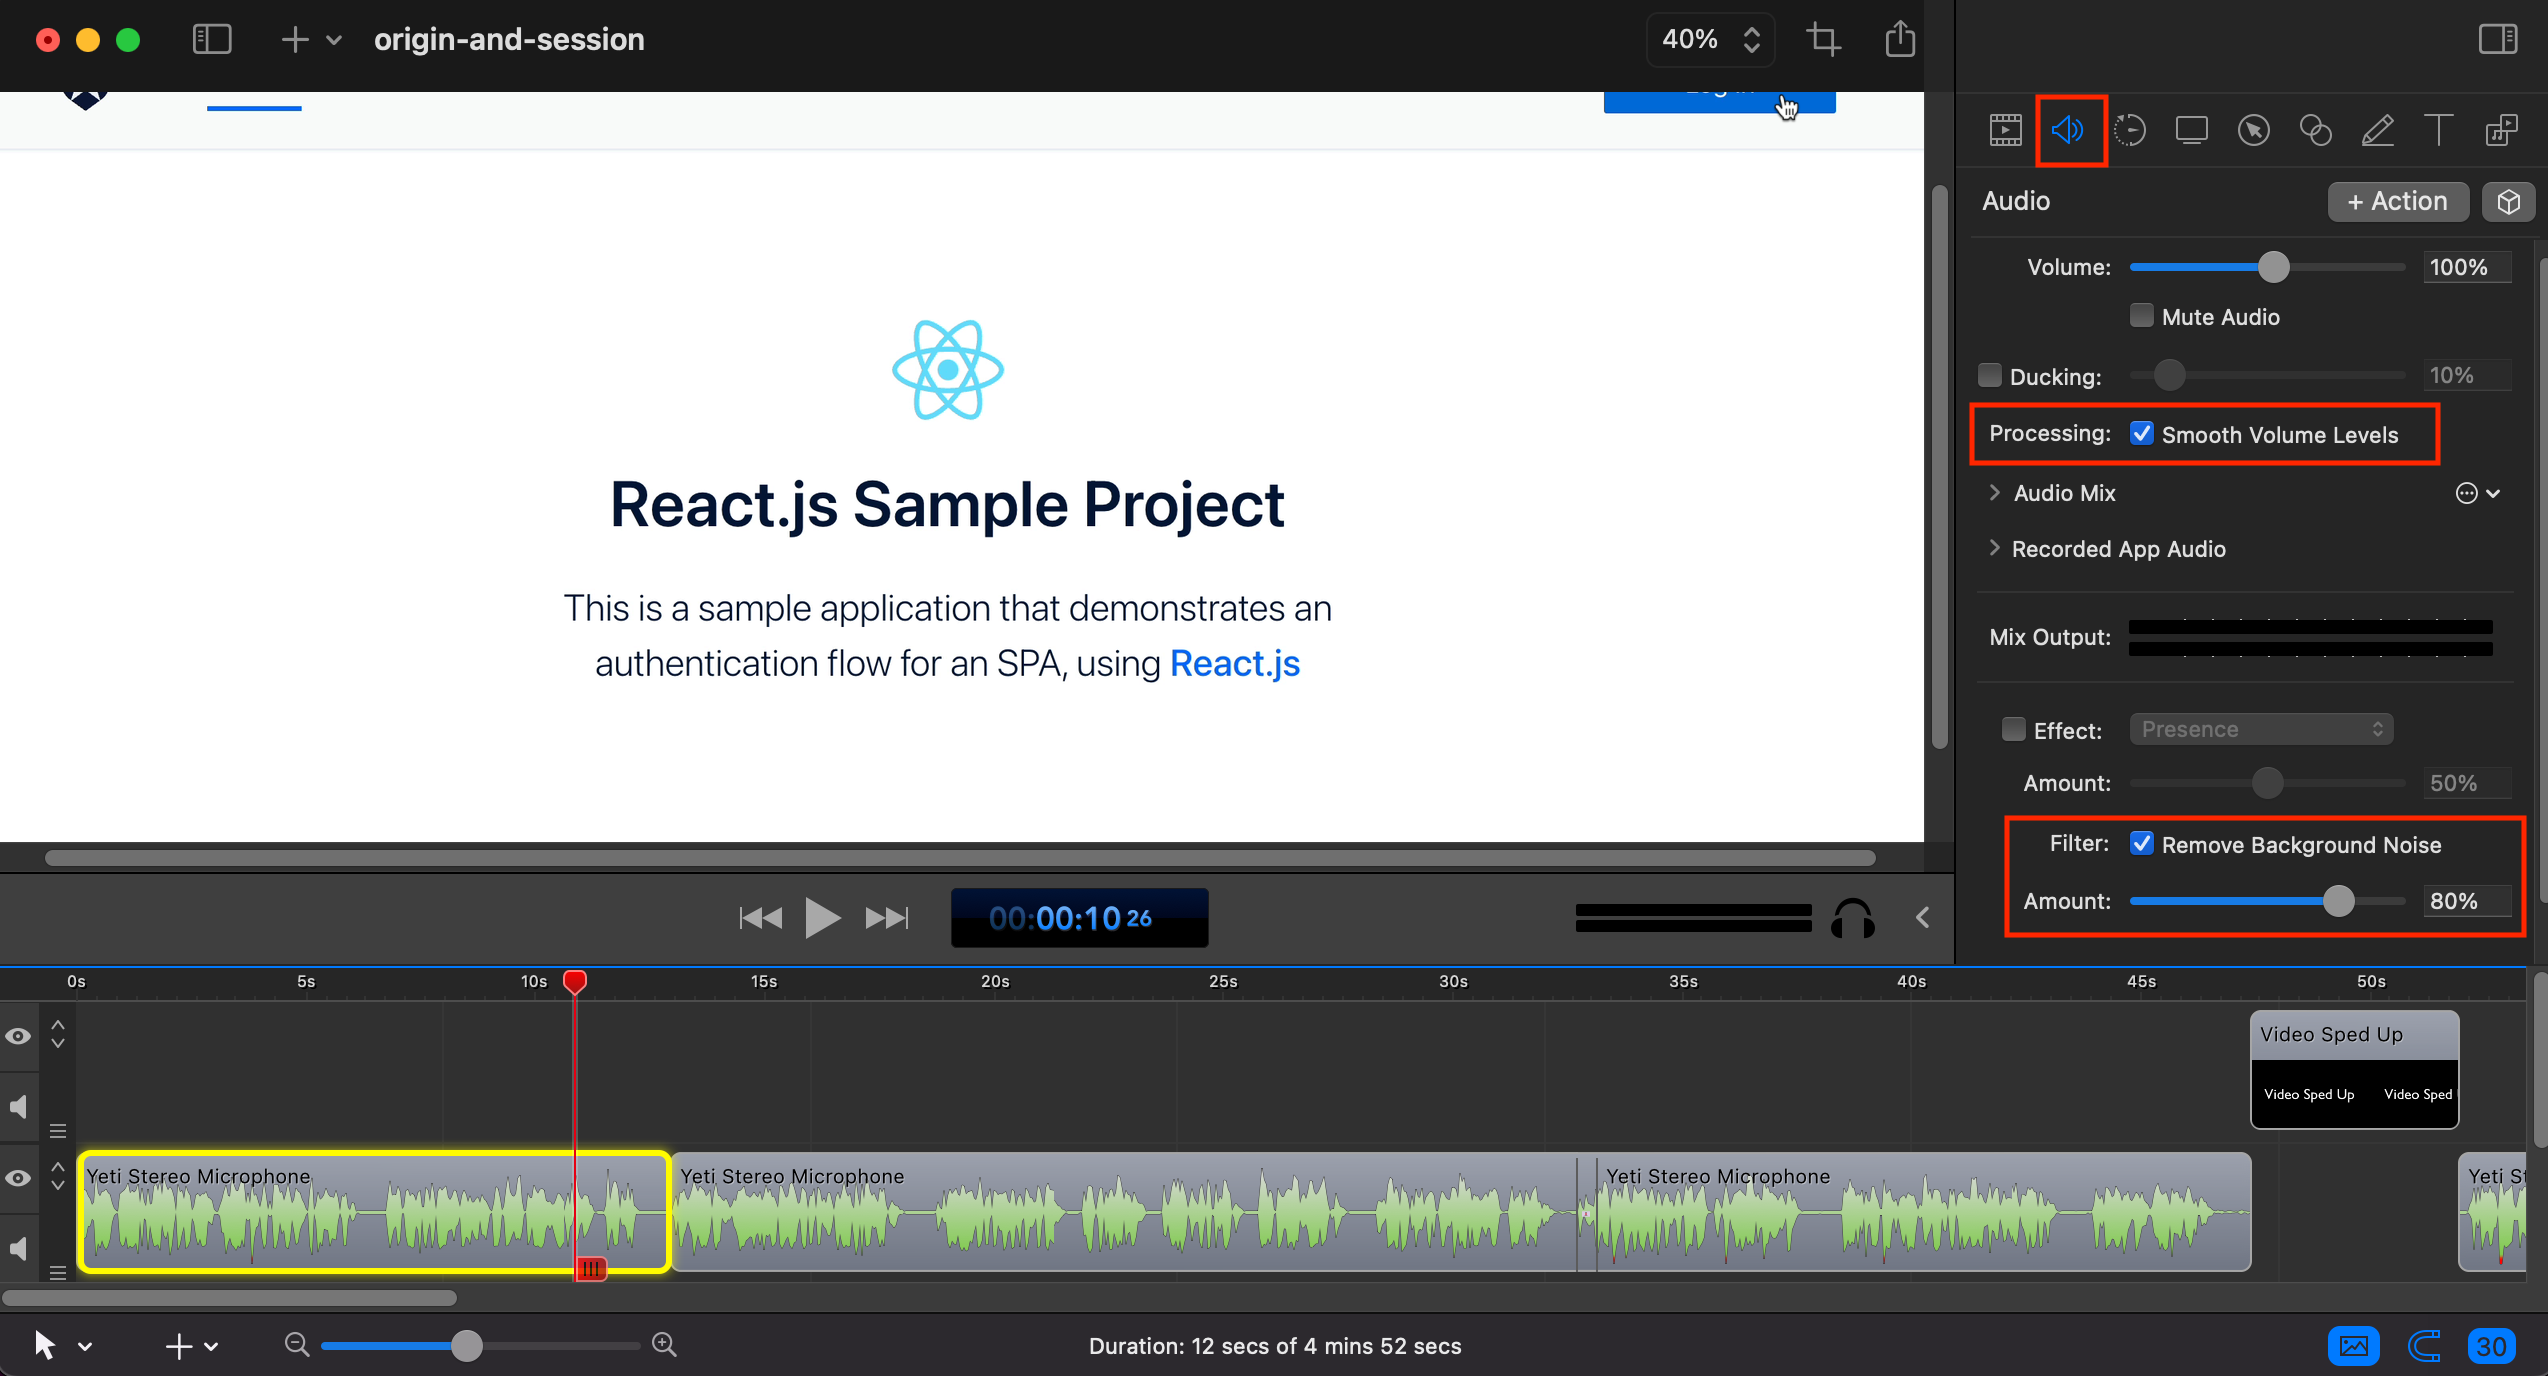 origin-and-session
40%
Log in
Audio
+ Action
Volume:
100%
Mute Audio
Ducking:
10%
Processing:
Smooth Volume Levels
Audio Mix
Recorded App Audio
Mix Output:
Effect:
Presence
Amount:
50%
Filter:
Remove Background Noise
Amount:
80%
React.js Sample Project
This is a sample application that demonstrates an
authentication flow for an SPA, using React.js
00:00:10 26
0s 5s 10s 15s 20s 25s 30s 35s 40s 45s 50s
Video Sped Up
Video Sped Up Video Sped
Yeti Stereo Microphone
Yeti Stereo Microphone
Yeti Stereo Microphone
Yeti St
Duration: 12 secs of 4 mins 52 secs
30